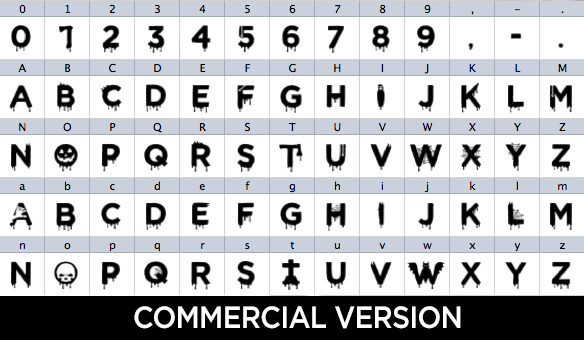 0 1 2 3 4 5 6 7 8 9 , – .
0 1 2 3 4 5 6 7 8 9 , - .
A B C D E F G H I J K L M
A B C D E F G H I J K L M
N O P Q R S T U V W X Y Z
N O P Q R S T U V W X Y Z
a b c d e f g h i j k l m
A B C D E F G H I J K L M
n o p q r s t u v w x y z
N O P Q R S T U V W X Y Z
COMMERCIAL VERSION